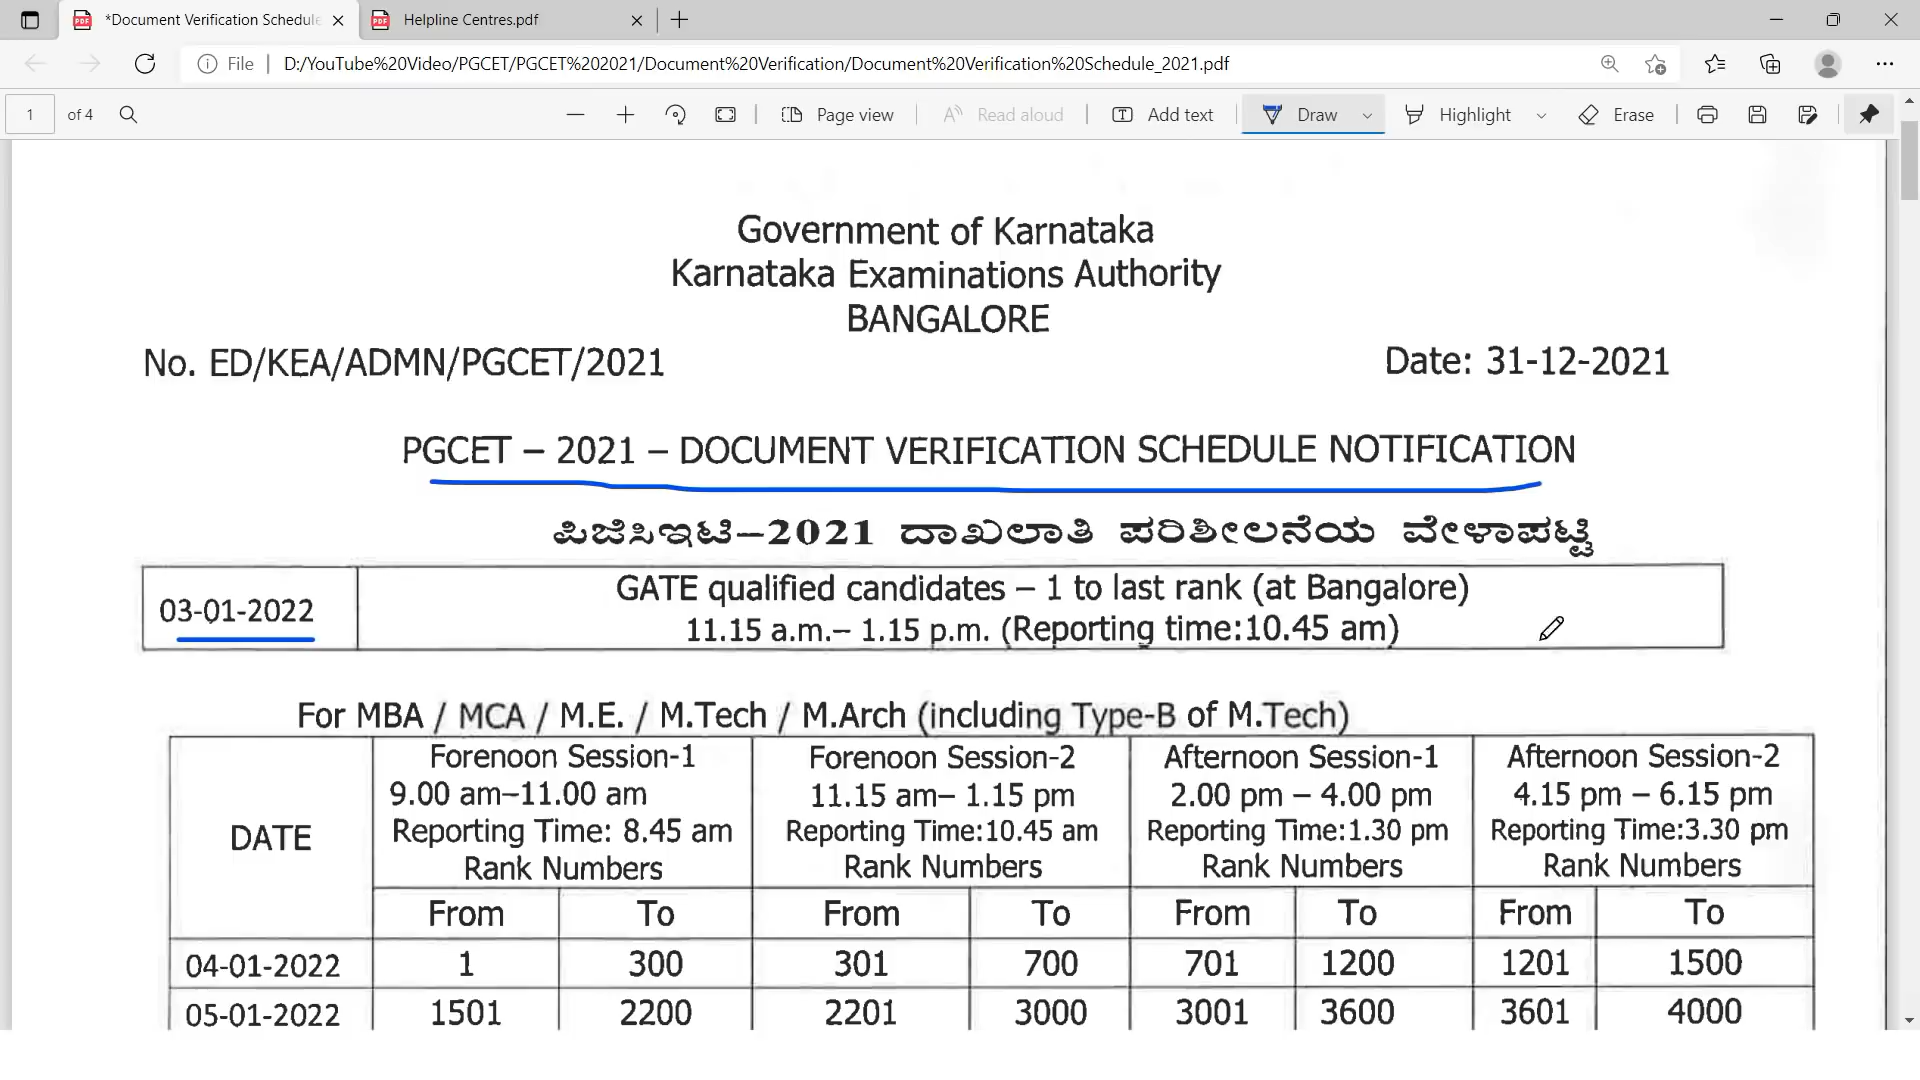 *Document Verification Schedule
Helpline Centres.pdf
File
D:/YouTube%20Video/PGCET/PGCET%202021/Document%20Verification/Document%20Verification%20Schedule_2021.pdf
1 of 4
Page view
Read aloud
Add text
Draw
Highlight
Erase
Government of Karnataka
Karnataka Examinations Authority
BANGALORE
No. ED/KEA/ADMN/PGCET/2021 Date: 31-12-2021
PGCET – 2021 – DOCUMENT VERIFICATION SCHEDULE NOTIFICATION
ಪಿಜಿಸಿಇಟಿ–2021 ದಾಖಲಾತಿ ಪರಿಶೀಲನೆಯ ವೇಳಾಪಟ್ಟಿ
03-01-2022 GATE qualified candidates – 1 to last rank (at Bangalore)
11.15 a.m.– 1.15 p.m. (Reporting time:10.45 am)
For MBA / MCA / M.E. / M.Tech / M.Arch (including Type-B of M.Tech)
DATE
Forenoon Session-1
9.00 am–11.00 am
Reporting Time: 8.45 am
Rank Numbers
Forenoon Session-2
11.15 am– 1.15 pm
Reporting Time:10.45 am
Rank Numbers
Afternoon Session-1
2.00 pm – 4.00 pm
Reporting Time:1.30 pm
Rank Numbers
Afternoon Session-2
4.15 pm – 6.15 pm
Reporting Time:3.30 pm
Rank Numbers
From To From To From To From To
04-01-2022 1 300 301 700 701 1200 1201 1500
05-01-2022 1501 2200 2201 3000 3001 3600 3601 4000